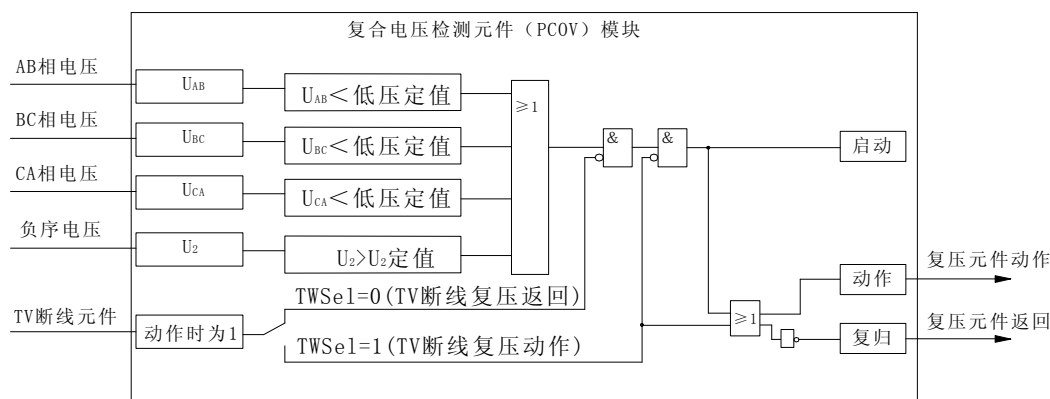 复合电压检测元件（PCOV）模块
AB相电压
UAB
UAB＜低压定值
≥1
BC相电压
UBC
UBC＜低压定值
&
&
启动
CA相电压
UCA
UCA＜低压定值
负序电压
U2
U2>U2定值
复压元件动作
动作
TWSel=0(TV断线复压返回)
TV断线元件
动作时为1
≥1
复压元件返回
复归
TWSel=1(TV断线复压动作)